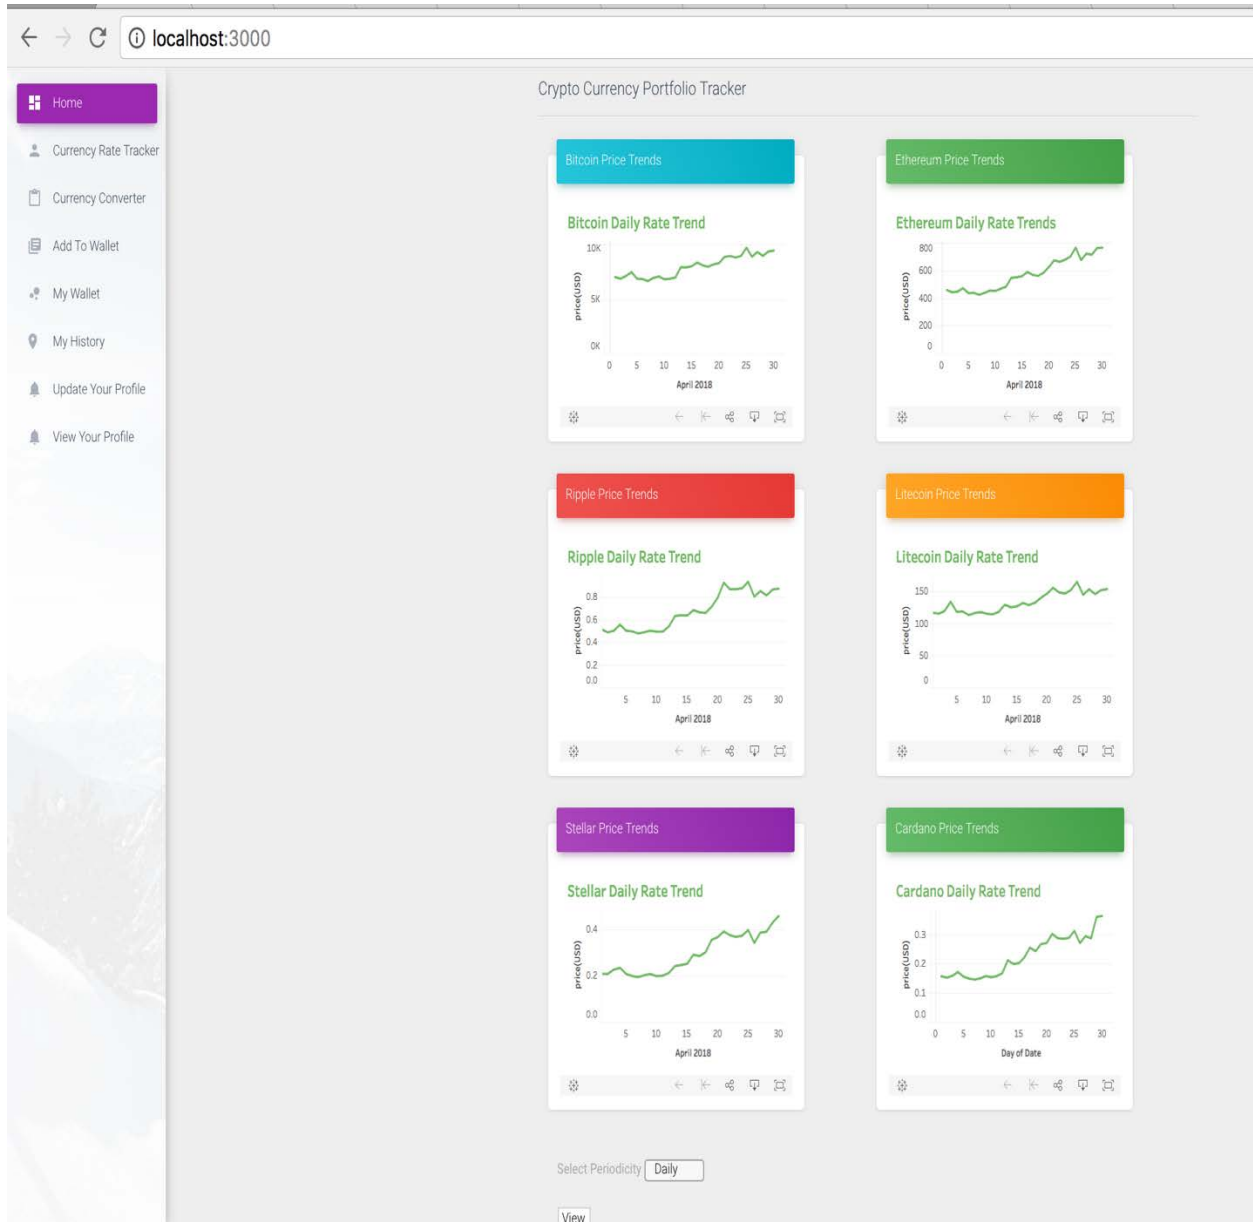 localhost:3000
Home
Currency Rate Tracker
Currency Converter
Add To Wallet
My Wallet
My History
Update Your Profile
View Your Profile
Crypto Currency Portfolio Tracker
Bitcoin Price Trends
Bitcoin Daily Rate Trend
price(USD)
10K
5K
0K
0 5 10 15 20 25 30
April 2018
Ethereum Price Trends
Ethereum Daily Rate Trends
price(USD)
800
600
400
200
0
0 5 10 15 20 25 30
April 2018
Ripple Price Trends
Ripple Daily Rate Trend
price(USD)
0.8
0.6
0.4
0.2
0.0
5 10 15 20 25 30
April 2018
Litecoin Price Trends
Litecoin Daily Rate Trend
price(USD)
150
100
50
0
5 10 15 20 25 30
April 2018
Stellar Price Trends
Stellar Daily Rate Trend
price(USD)
0.4
0.2
0.0
5 10 15 20 25 30
April 2018
Cardano Price Trends
Cardano Daily Rate Trend
price(USD)
0.3
0.2
0.1
0.0
0 5 10 15 20 25 30
Day of Date
Select Periodicity Daily
View